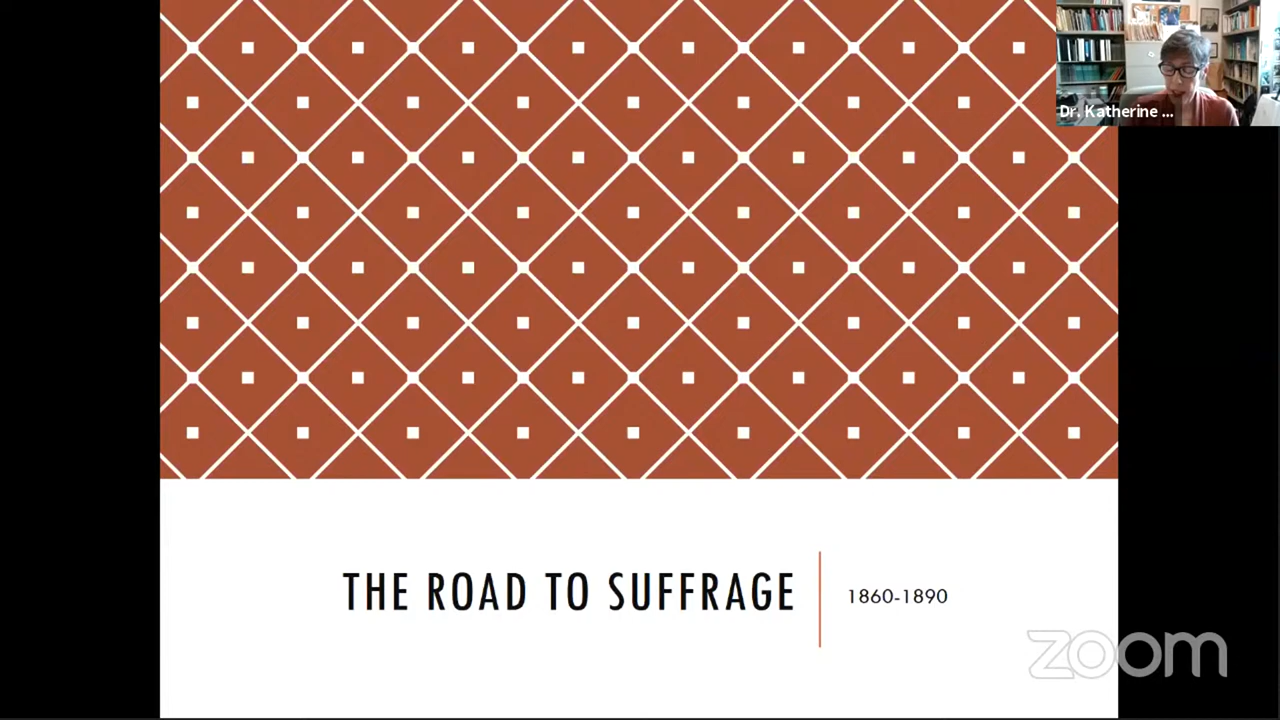 Dr. Katherine ...
THE ROAD TO SUFFRAGE
1860-1890
zoom